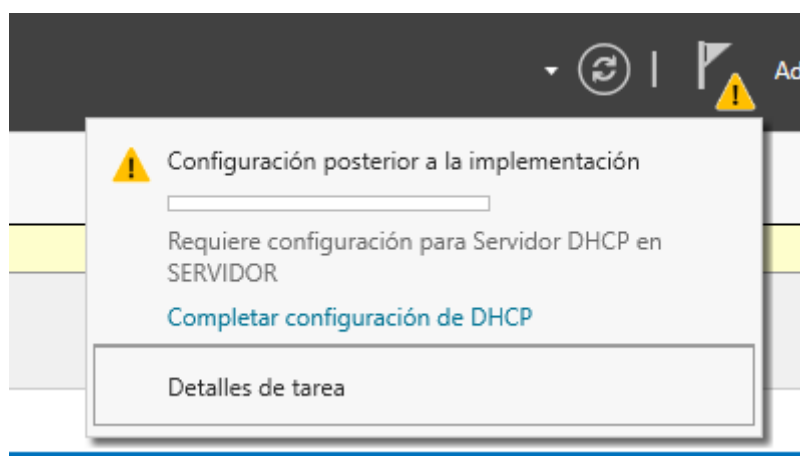 Ad
Configuración posterior a la implementación
Requiere configuración para Servidor DHCP en
SERVIDOR
Completar configuración de DHCP
Detalles de tarea